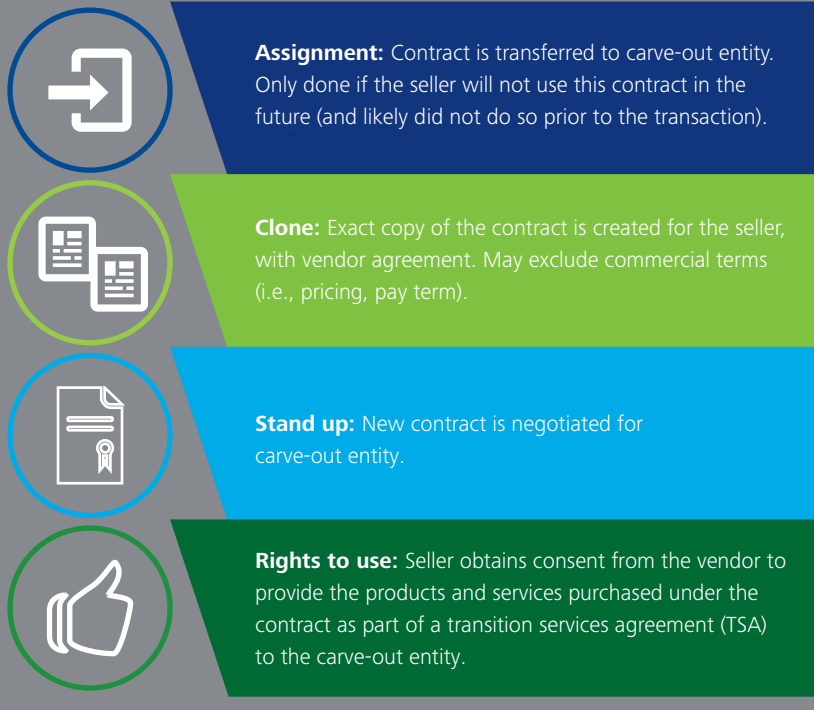 Assignment: Contract is transferred to carve-out entity.
Only done if the seller will not use this contract in the
future (and likely did not do so prior to the transaction).
Clone: Exact copy of the contract is created for the seller,
with vendor agreement. May exclude commercial terms
(i.e., pricing, pay term).
Stand up: New contract is negotiated for
carve-out entity.
Rights to use: Seller obtains consent from the vendor to
provide the products and services purchased under the
contract as part of a transition services agreement (TSA)
to the carve-out entity.